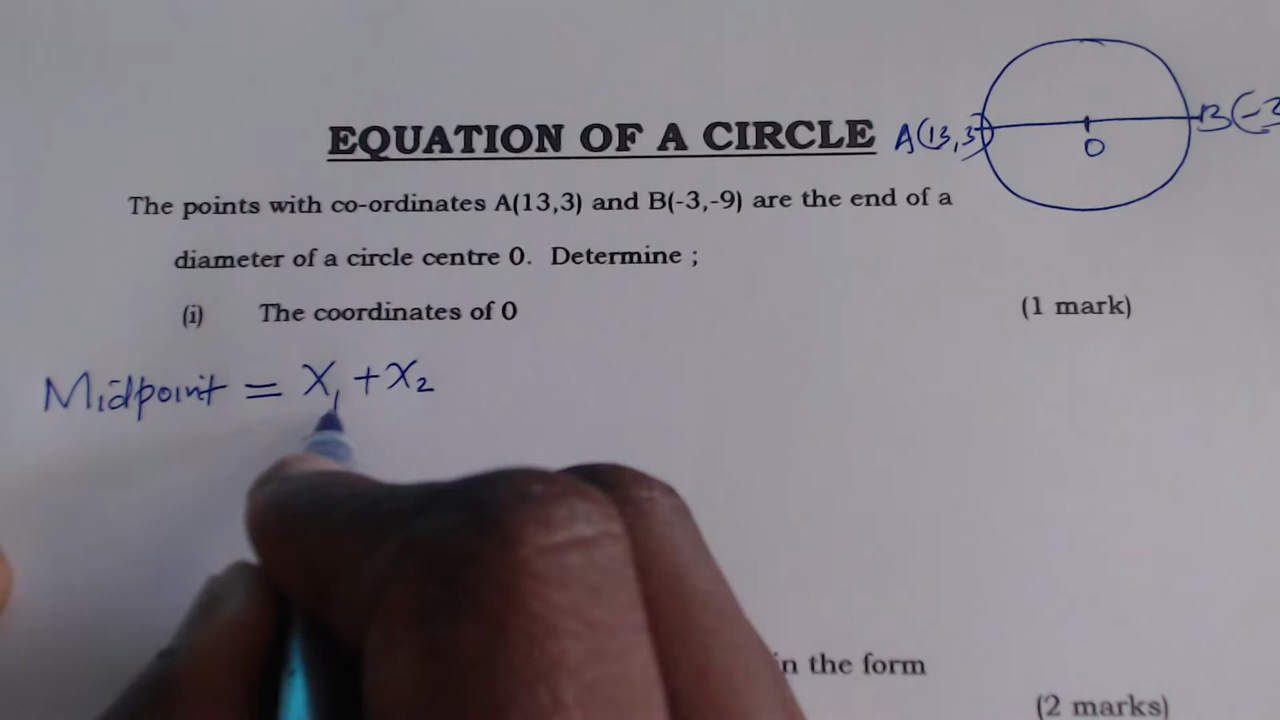 EQUATION OF A CIRCLE
A(13,3)
O
B(-3
The points with co-ordinates A(13,3) and B(-3,-9) are the end of a
diameter of a circle centre 0. Determine ;
(i) The coordinates of 0 (1 mark)
Midpoint = X₁ + X₂
in the form
(2 marks)